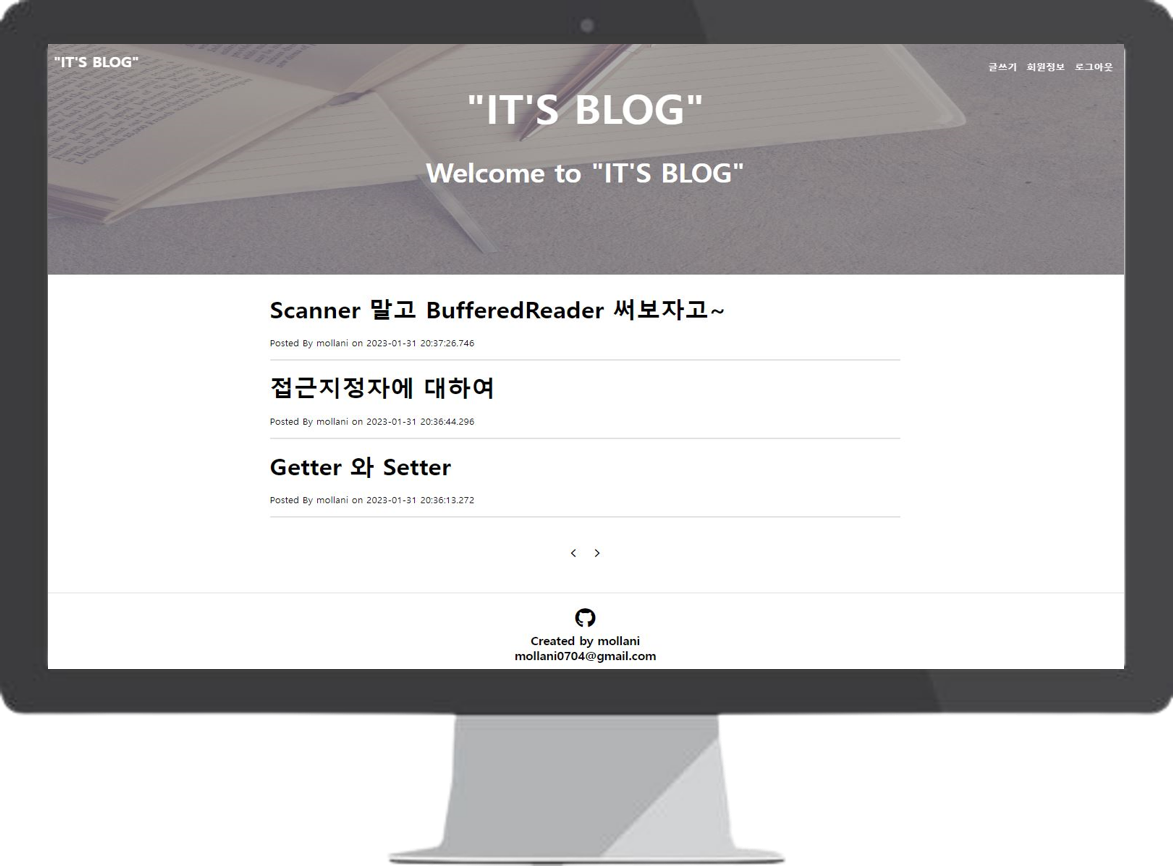 "IT'S BLOG"
글쓰기 회원정보 로그아웃
"IT'S BLOG"
Welcome to "IT'S BLOG"
Scanner 말고 BufferedReader 써보자고~
Posted By mollani on 2023-01-31 20:37:26.746
접근지정자에 대하여
Posted By mollani on 2023-01-31 20:36:44.296
Getter 와 Setter
Posted By mollani on 2023-01-31 20:36:13.272
< >
Created by mollani
mollani0704@gmail.com